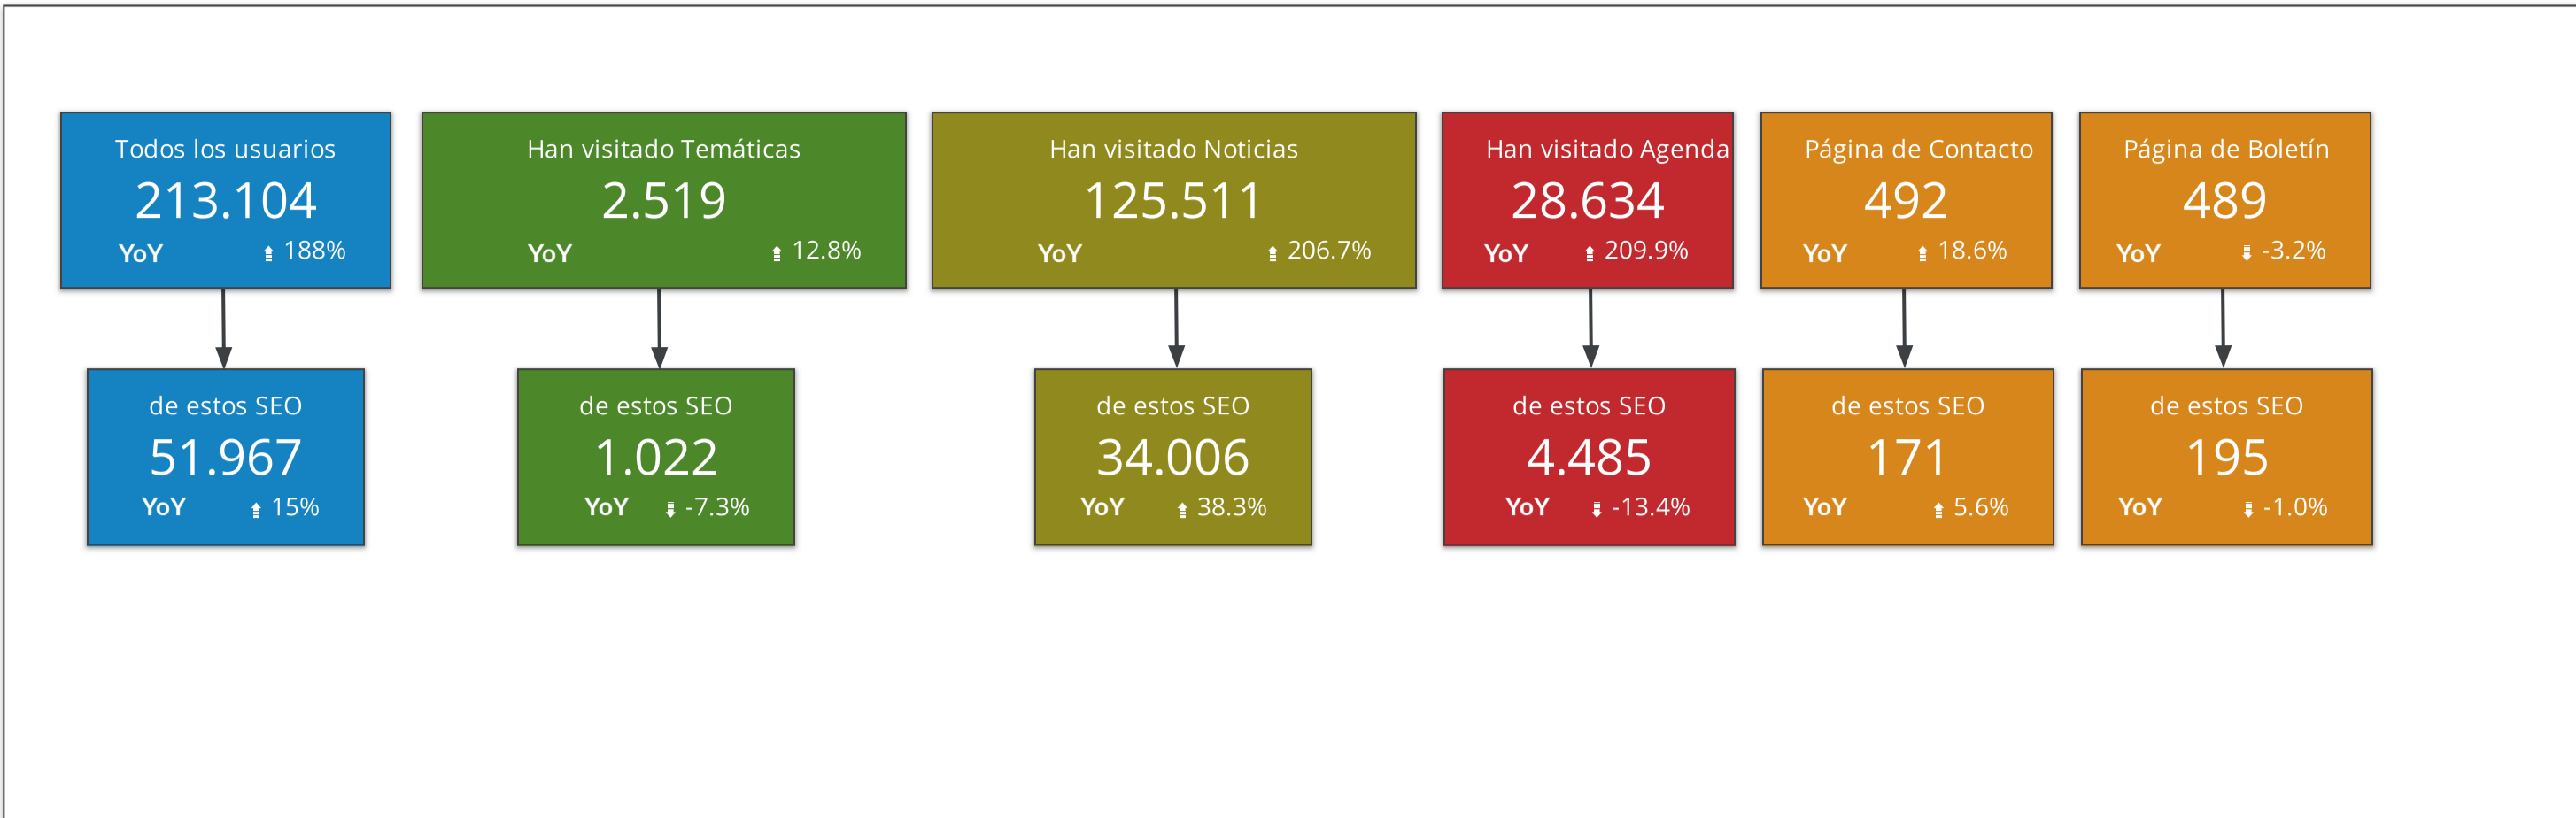 Todos los usuarios
213.104
YoY 188%
Han visitado Temáticas
2.519
YoY 12.8%
Han visitado Noticias
125.511
YoY 206.7%
Han visitado Agenda
28.634
YoY 209.9%
Página de Contacto
492
YoY 18.6%
Página de Boletín
489
YoY -3.2%
de estos SEO
51.967
YoY 15%
de estos SEO
1.022
YoY -7.3%
de estos SEO
34.006
YoY 38.3%
de estos SEO
4.485
YoY -13.4%
de estos SEO
171
YoY 5.6%
de estos SEO
195
YoY -1.0%